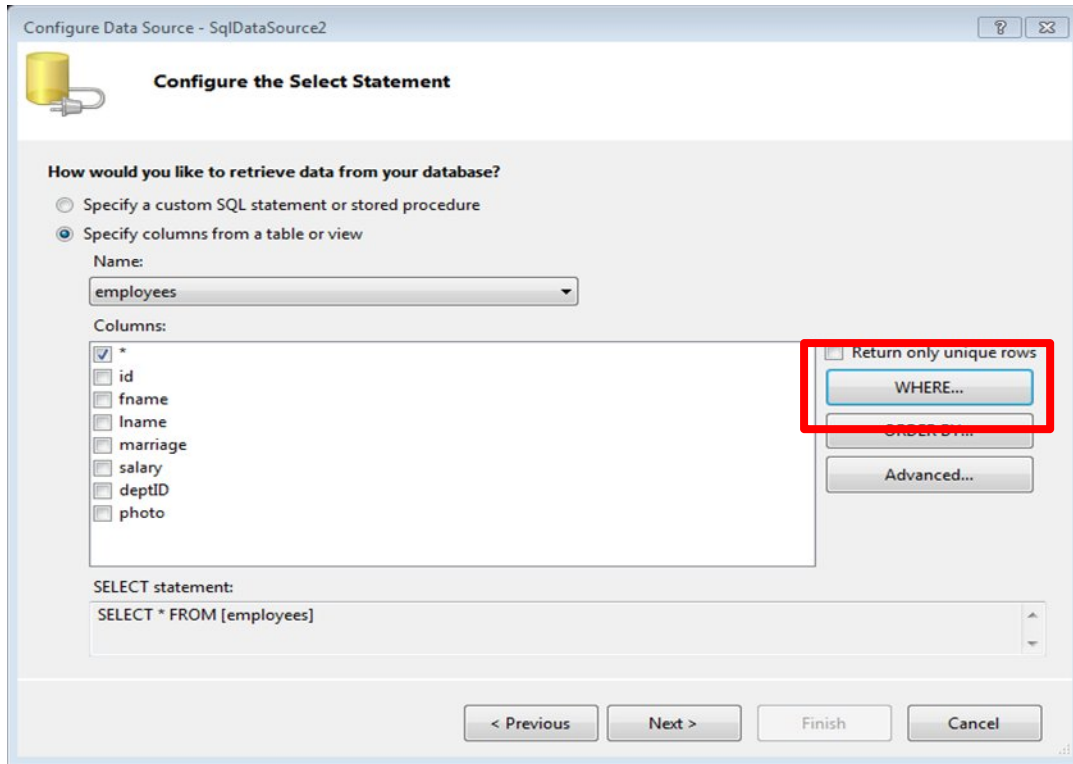 Configure Data Source - SqlDataSource2
Configure the Select Statement
How would you like to retrieve data from your database?
Specify a custom SQL statement or stored procedure
Specify columns from a table or view
Name:
employees
Columns:
*
id
fname
lname
marriage
salary
deptID
photo
Return only unique rows
WHERE...
ORDER BY...
Advanced...
SELECT statement:
SELECT * FROM [employees]
< Previous
Next >
Finish
Cancel